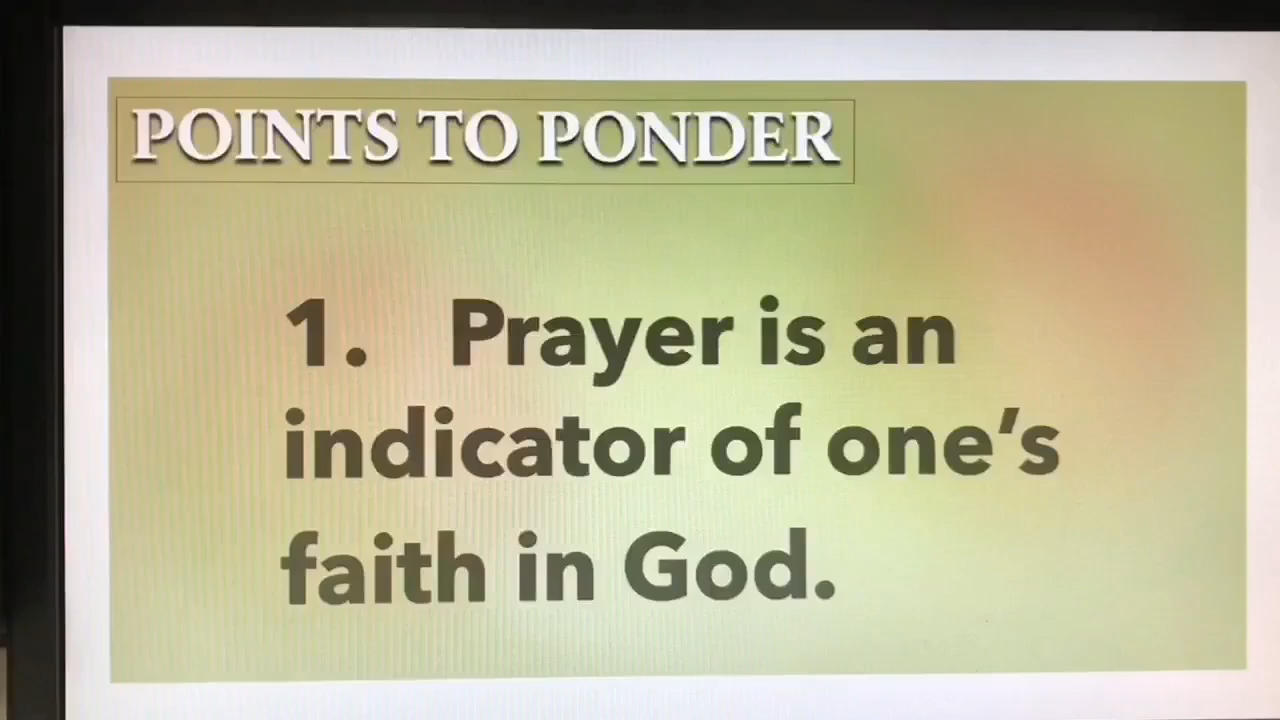 POINTS TO PONDER
1. Prayer is an
indicator of one’s
faith in God.